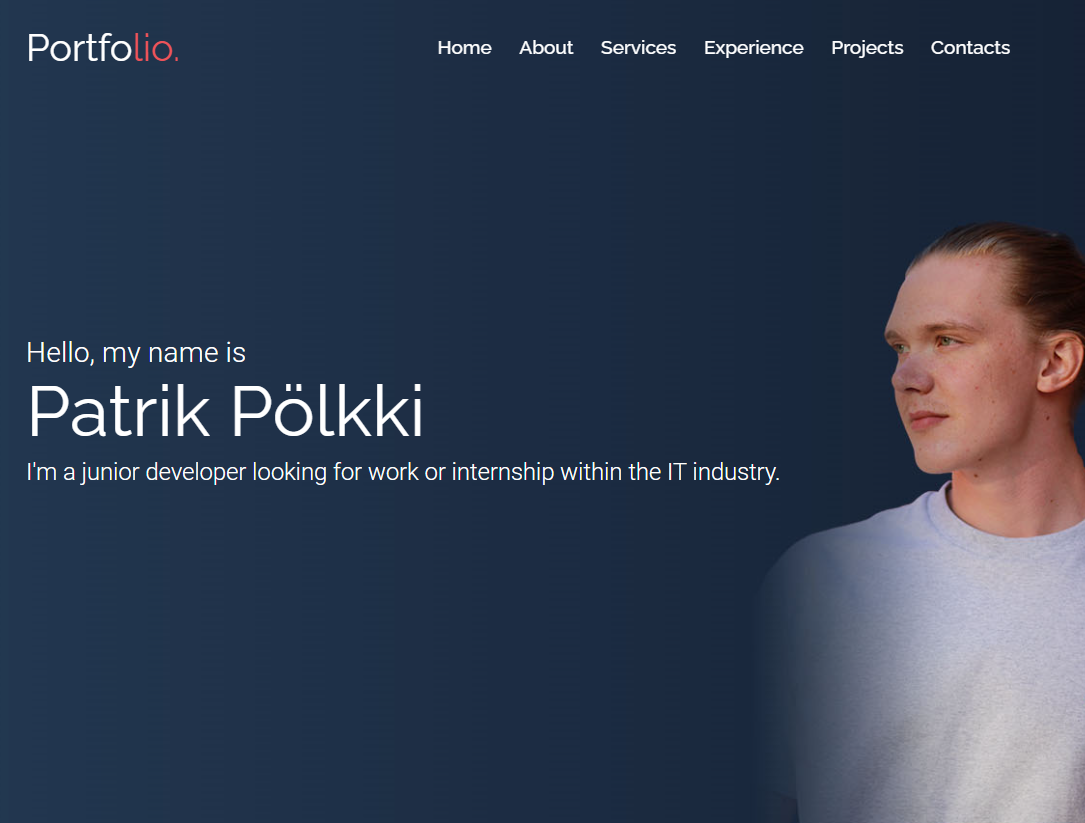 Portfolio.
Home About Services Experience Projects Contacts
Hello, my name is
Patrik Pölkki
I'm a junior developer looking for work or internship within the IT industry.